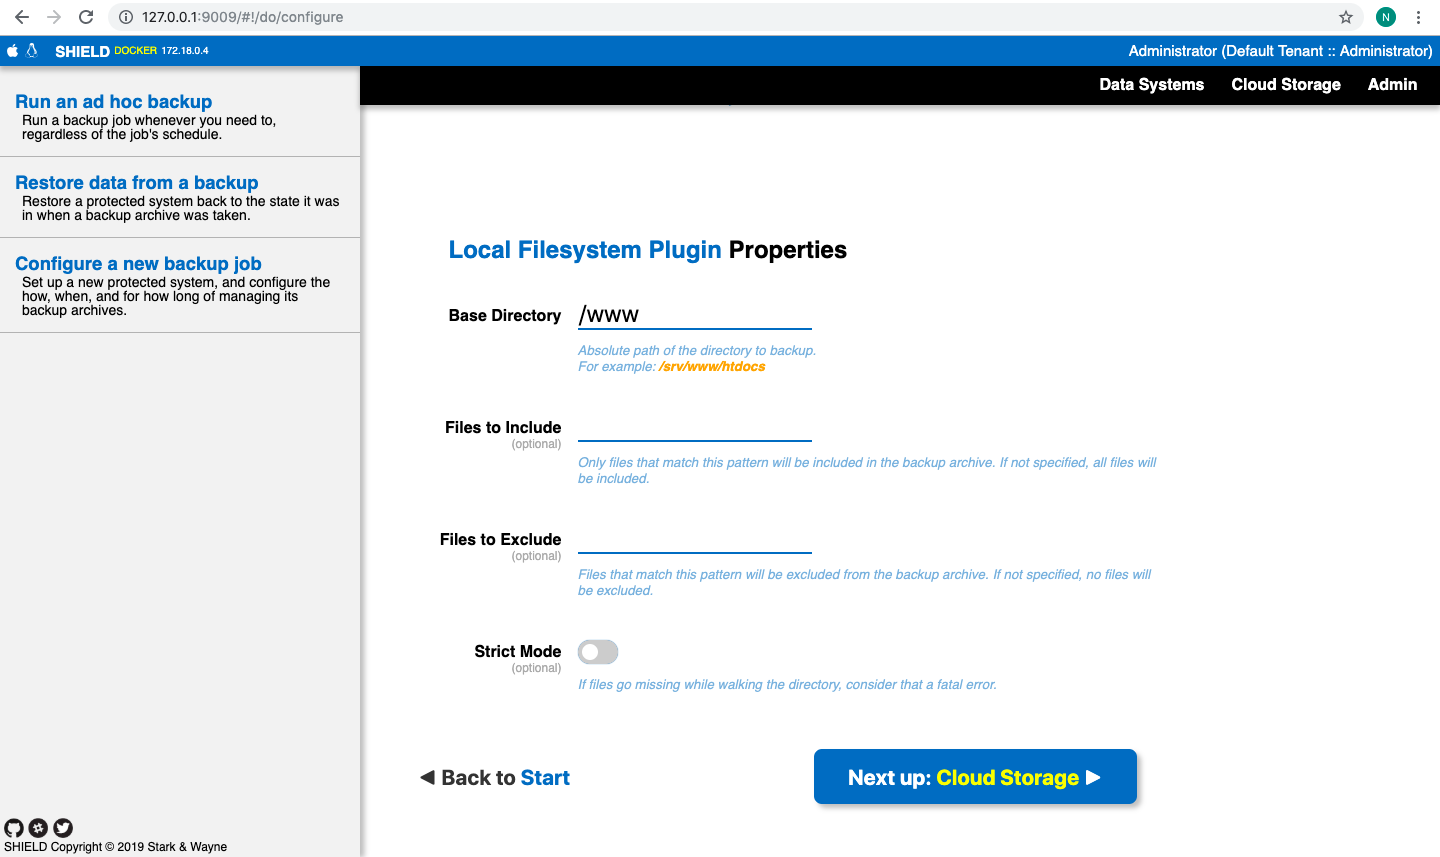 127.0.0.1:9009/#!/do/configure
N
SHIELD DOCKER 172.18.0.4
Administrator (Default Tenant :: Administrator)
Data Systems Cloud Storage Admin
Run an ad hoc backup
Run a backup job whenever you need to,
regardless of the job's schedule.
Restore data from a backup
Restore a protected system back to the state it was
in when a backup archive was taken.
Configure a new backup job
Set up a new protected system, and configure the
how, when, and for how long of managing its
backup archives.
Local Filesystem Plugin Properties
Base Directory /www
Absolute path of the directory to backup.
For example: /srv/www/htdocs
Files to Include
(optional)
Only files that match this pattern will be included in the backup archive. If not specified, all files will
be included.
Files to Exclude
(optional)
Files that match this pattern will be excluded from the backup archive. If not specified, no files will
be excluded.
Strict Mode
(optional)
If files go missing while walking the directory, consider that a fatal error.
Back to Start
Next up: Cloud Storage
SHIELD Copyright © 2019 Stark & Wayne